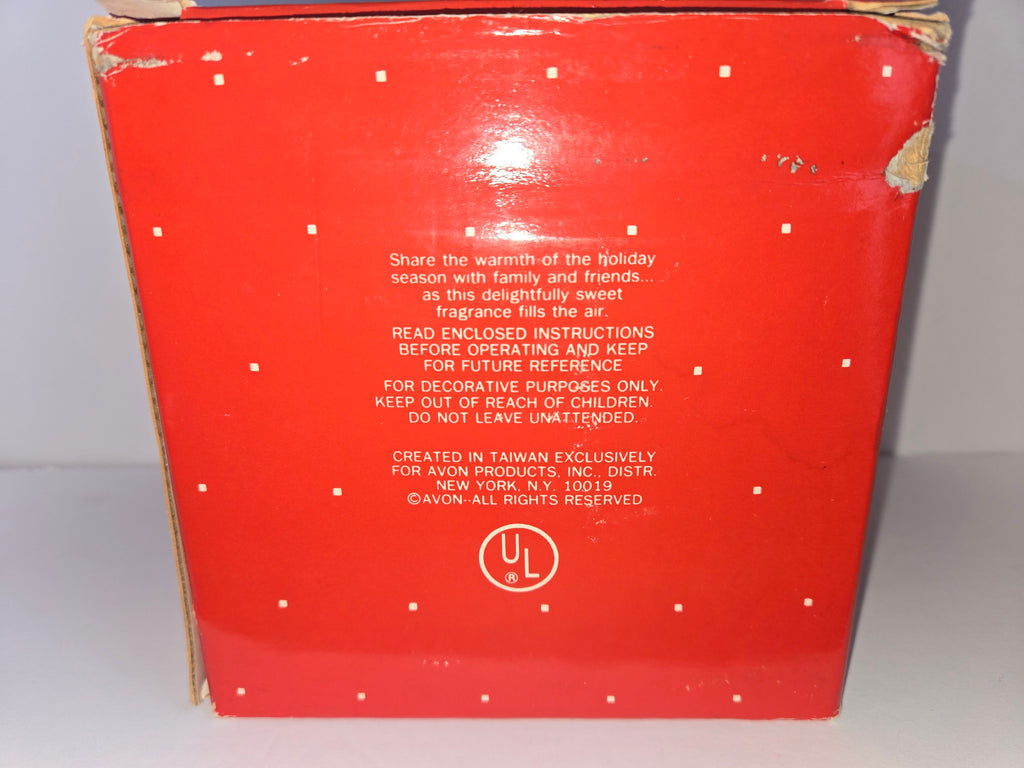 Share the warmth of the holiday
season with family and friends...
as this delightfully sweet
fragrance fills the air.
READ ENCLOSED INSTRUCTIONS
BEFORE OPERATING AND KEEP
FOR FUTURE REFERENCE
FOR DECORATIVE PURPOSES ONLY.
KEEP OUT OF REACH OF CHILDREN.
DO NOT LEAVE UNATTENDED.
CREATED IN TAIWAN EXCLUSIVELY
FOR AVON PRODUCTS, INC., DISTR.
NEW YORK, N.Y. 10019
©AVON--ALL RIGHTS RESERVED
UL
®